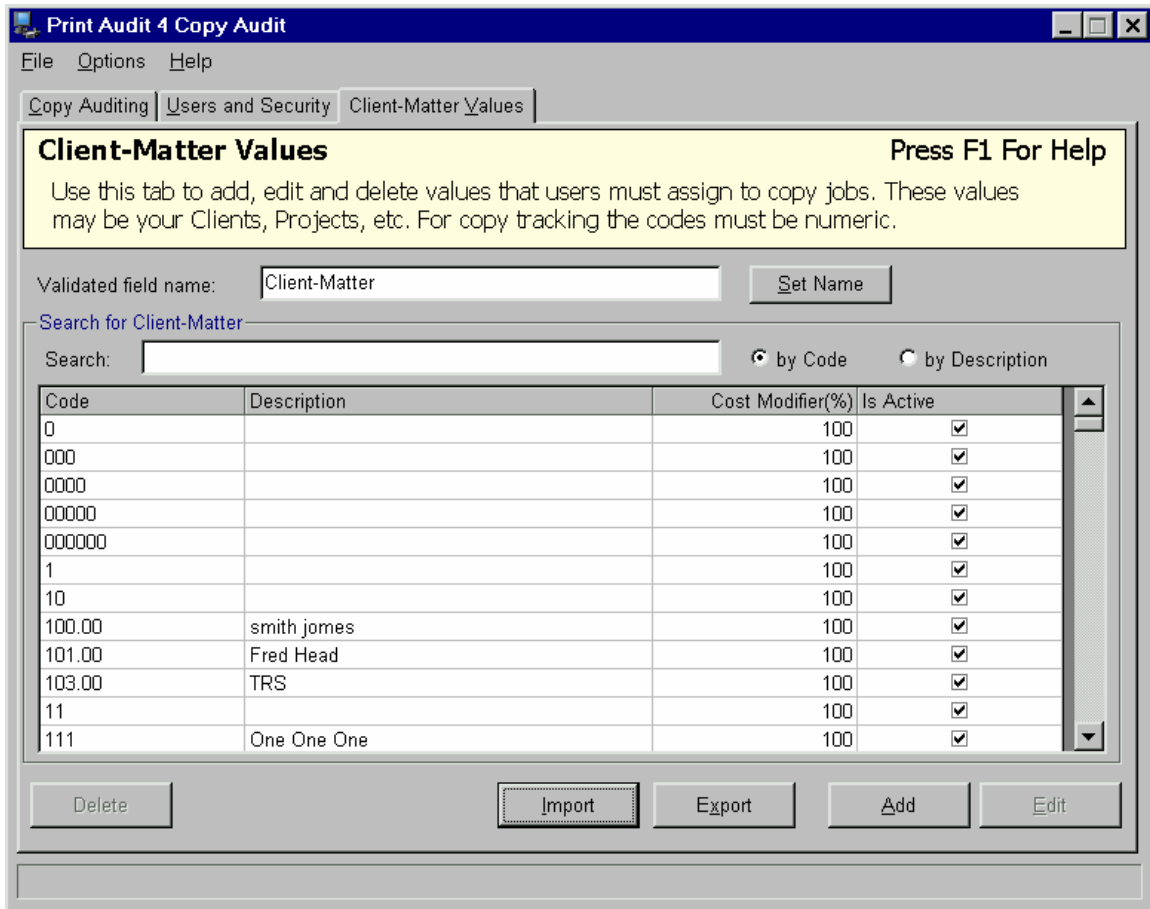 Print Audit 4 Copy Audit
File Options Help
Copy Auditing Users and Security Client-Matter Values
Client-Matter Values Press F1 For Help
Use this tab to add, edit and delete values that users must assign to copy jobs. These values
may be your Clients, Projects, etc. For copy tracking the codes must be numeric.
Validated field name: Client-Matter Set Name
Search for Client-Matter
Search: by Code by Description
Code Description Cost Modifier(%) Is Active
0 100
000 100
0000 100
00000 100
000000 100
1 100
10 100
100.00 smith jomes 100
101.00 Fred Head 100
103.00 TRS 100
11 100
111 One One One 100
Delete Import Export Add Edit